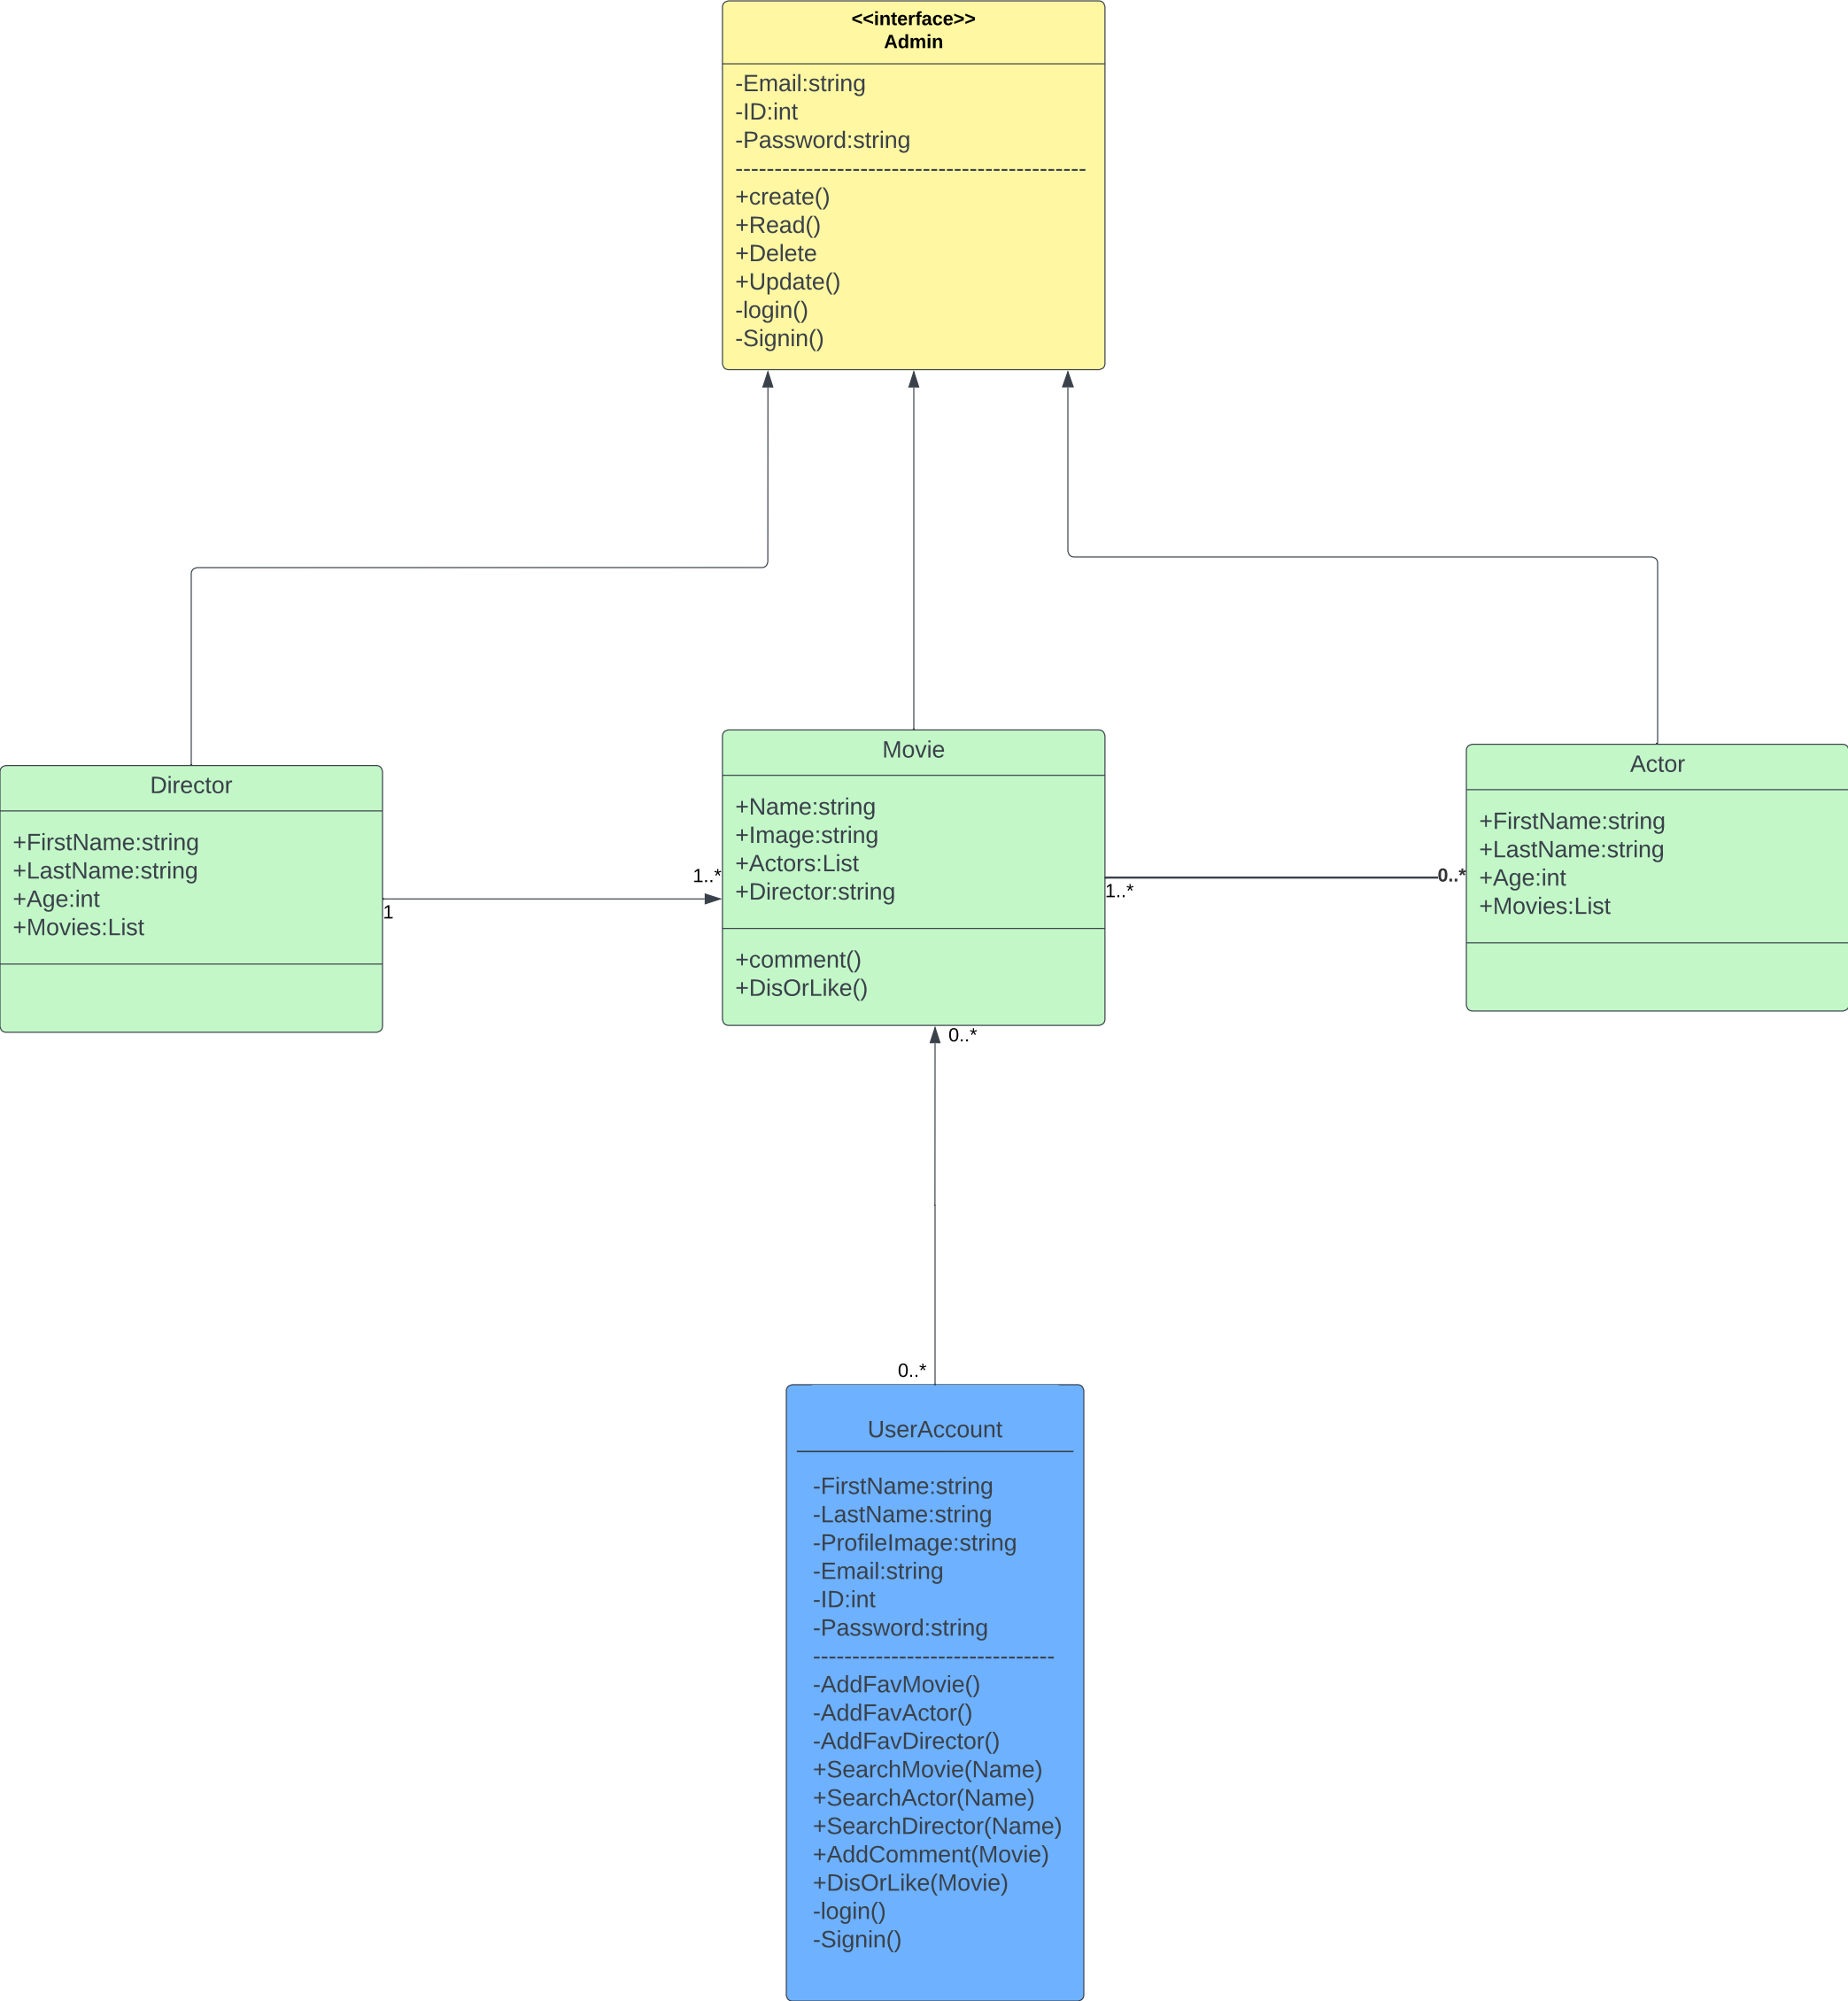 <<interface>>
Admin
-Email:string
-ID:int
-Password:string
---------------------------------------------
+create()
+Read()
+Delete
+Update()
-login()
-Signin()
Director
+FirstName:string
+LastName:string
+Age:int
+Movies:List
1
1..*
Movie
+Name:string
+Image:string
+Actors:List
+Director:string
+comment()
+DisOrLike()
1..*
0..*
Actor
+FirstName:string
+LastName:string
+Age:int
+Movies:List
0..*
0..*
UserAccount
-FirstName:string
-LastName:string
-ProfileImage:string
-Email:string
-ID:int
-Password:string
-------------------------------
-AddFavMovie()
-AddFavActor()
-AddFavDirector()
+SearchMovie(Name)
+SearchActor(Name)
+SearchDirector(Name)
+AddComment(Movie)
+DisOrLike(Movie)
-login()
-Signin()